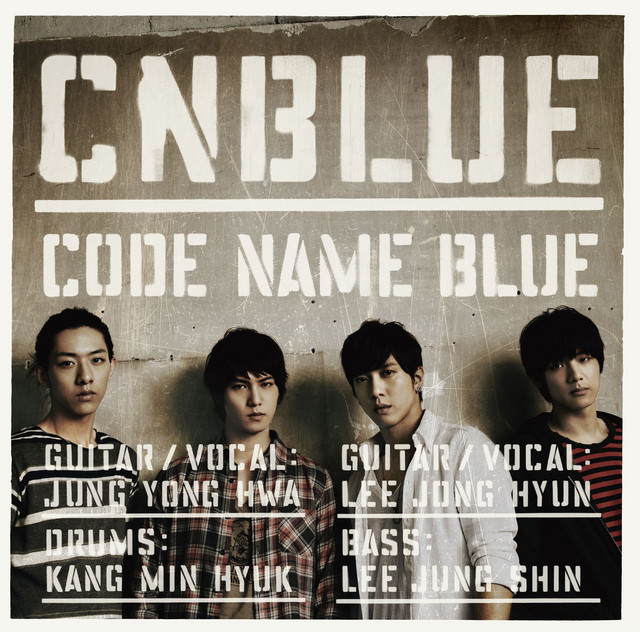 CNBLUE
CODE NAME BLUE
GUITAR/VOCAL:
JUNG YONG HWA
DRUMS:
KANG MIN HYUK
GUITAR/VOCAL:
LEE JONG HYUN
BASS:
LEE JUNG SHIN